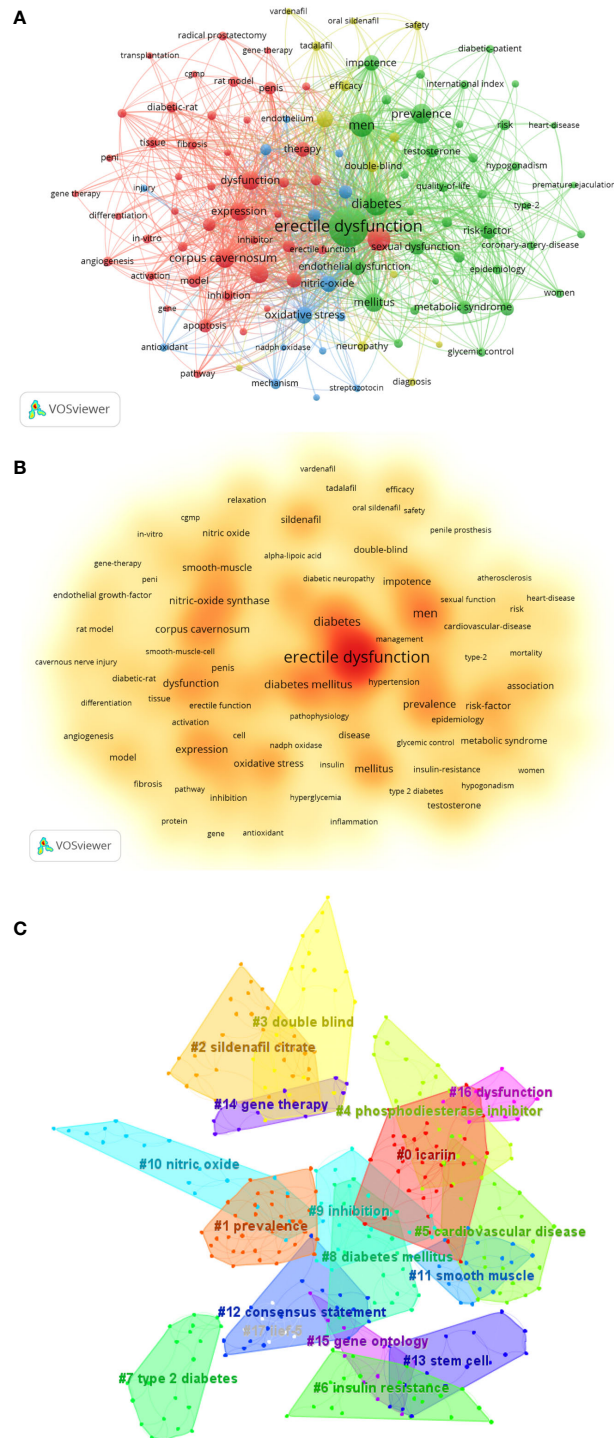 A
vardenafil
oral sildenafil
safety
radical prostatectomy
tadalafil
transplantation
gene-therapy
impotence
diabetic-patient
cgmp
rat model
penis
efficacy
international index
diabetic-rat
endothelium
men
prevalence
risk
heart-disease
tissue
fibrosis
therapy
testosterone
peni
double-blind
hypogonadism
dysfunction
quality-of-life
premature ejaculation
gene therapy
injury
diabetes
type-2
differentiation
expression
erectile dysfunction
risk-factor
in-vitro
inhibitor
erectile function
sexual dysfunction
coronary-artery-disease
angiogenesis
corpus cavernosum
endothelial dysfunction
epidemiology
activation
model
nitric-oxide
women
gene
inhibition
mellitus
metabolic syndrome
apoptosis
oxidative stress
antioxidant
nadph oxidase
neuropathy
glycemic control
pathway
mechanism
streptozotocin
diagnosis
VOSviewer
B
vardenafil
tadalafil
efficacy
relaxation
oral sildenafil
safety
cgmp
sildenafil
in-vitro
nitric oxide
penile prosthesis
gene-therapy
alpha-lipoic acid
double-blind
peni
smooth-muscle
diabetic neuropathy
impotence
atherosclerosis
endothelial growth-factor
nitric-oxide synthase
sexual function
heart-disease
men
risk
rat model
corpus cavernosum
diabetes
cardiovascular-disease
management
cavernous nerve injury
smooth-muscle-cell
erectile dysfunction
type-2
mortality
penis
diabetic-rat
dysfunction
diabetes mellitus
hypertension
association
differentiation
tissue
erectile function
prevalence
risk-factor
activation
pathophysiology
epidemiology
angiogenesis
cell
disease
model
expression
nadph oxidase
glycemic control
metabolic syndrome
oxidative stress
insulin
mellitus
insulin-resistance
women
fibrosis
pathway
inhibition
hyperglycemia
type 2 diabetes
hypogonadism
testosterone
protein
gene
antioxidant
inflammation
VOSviewer
C
#3 double blind
#2 sildenafil citrate
#16 dysfunction
#14 gene therapy
#4 phosphodiesterase inhibitor
#0 icariin
#10 nitric oxide
#9 inhibition
#1 prevalence
#5 cardiovascular disease
#8 diabetes mellitus
#11 smooth muscle
#12 consensus statement
#15 gene ontology
#13 stem cell
#7 type 2 diabetes
#6 insulin resistance